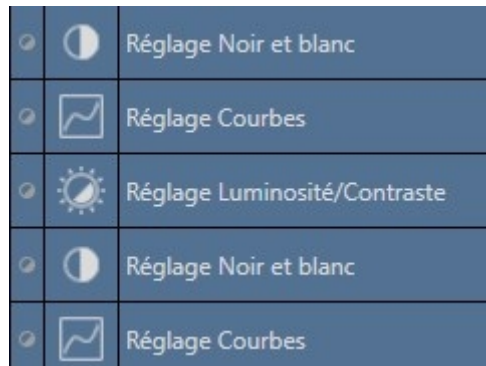 Réglage Noir et blanc
Réglage Courbes
Réglage Luminosité/Contraste
Réglage Noir et blanc
Réglage Courbes